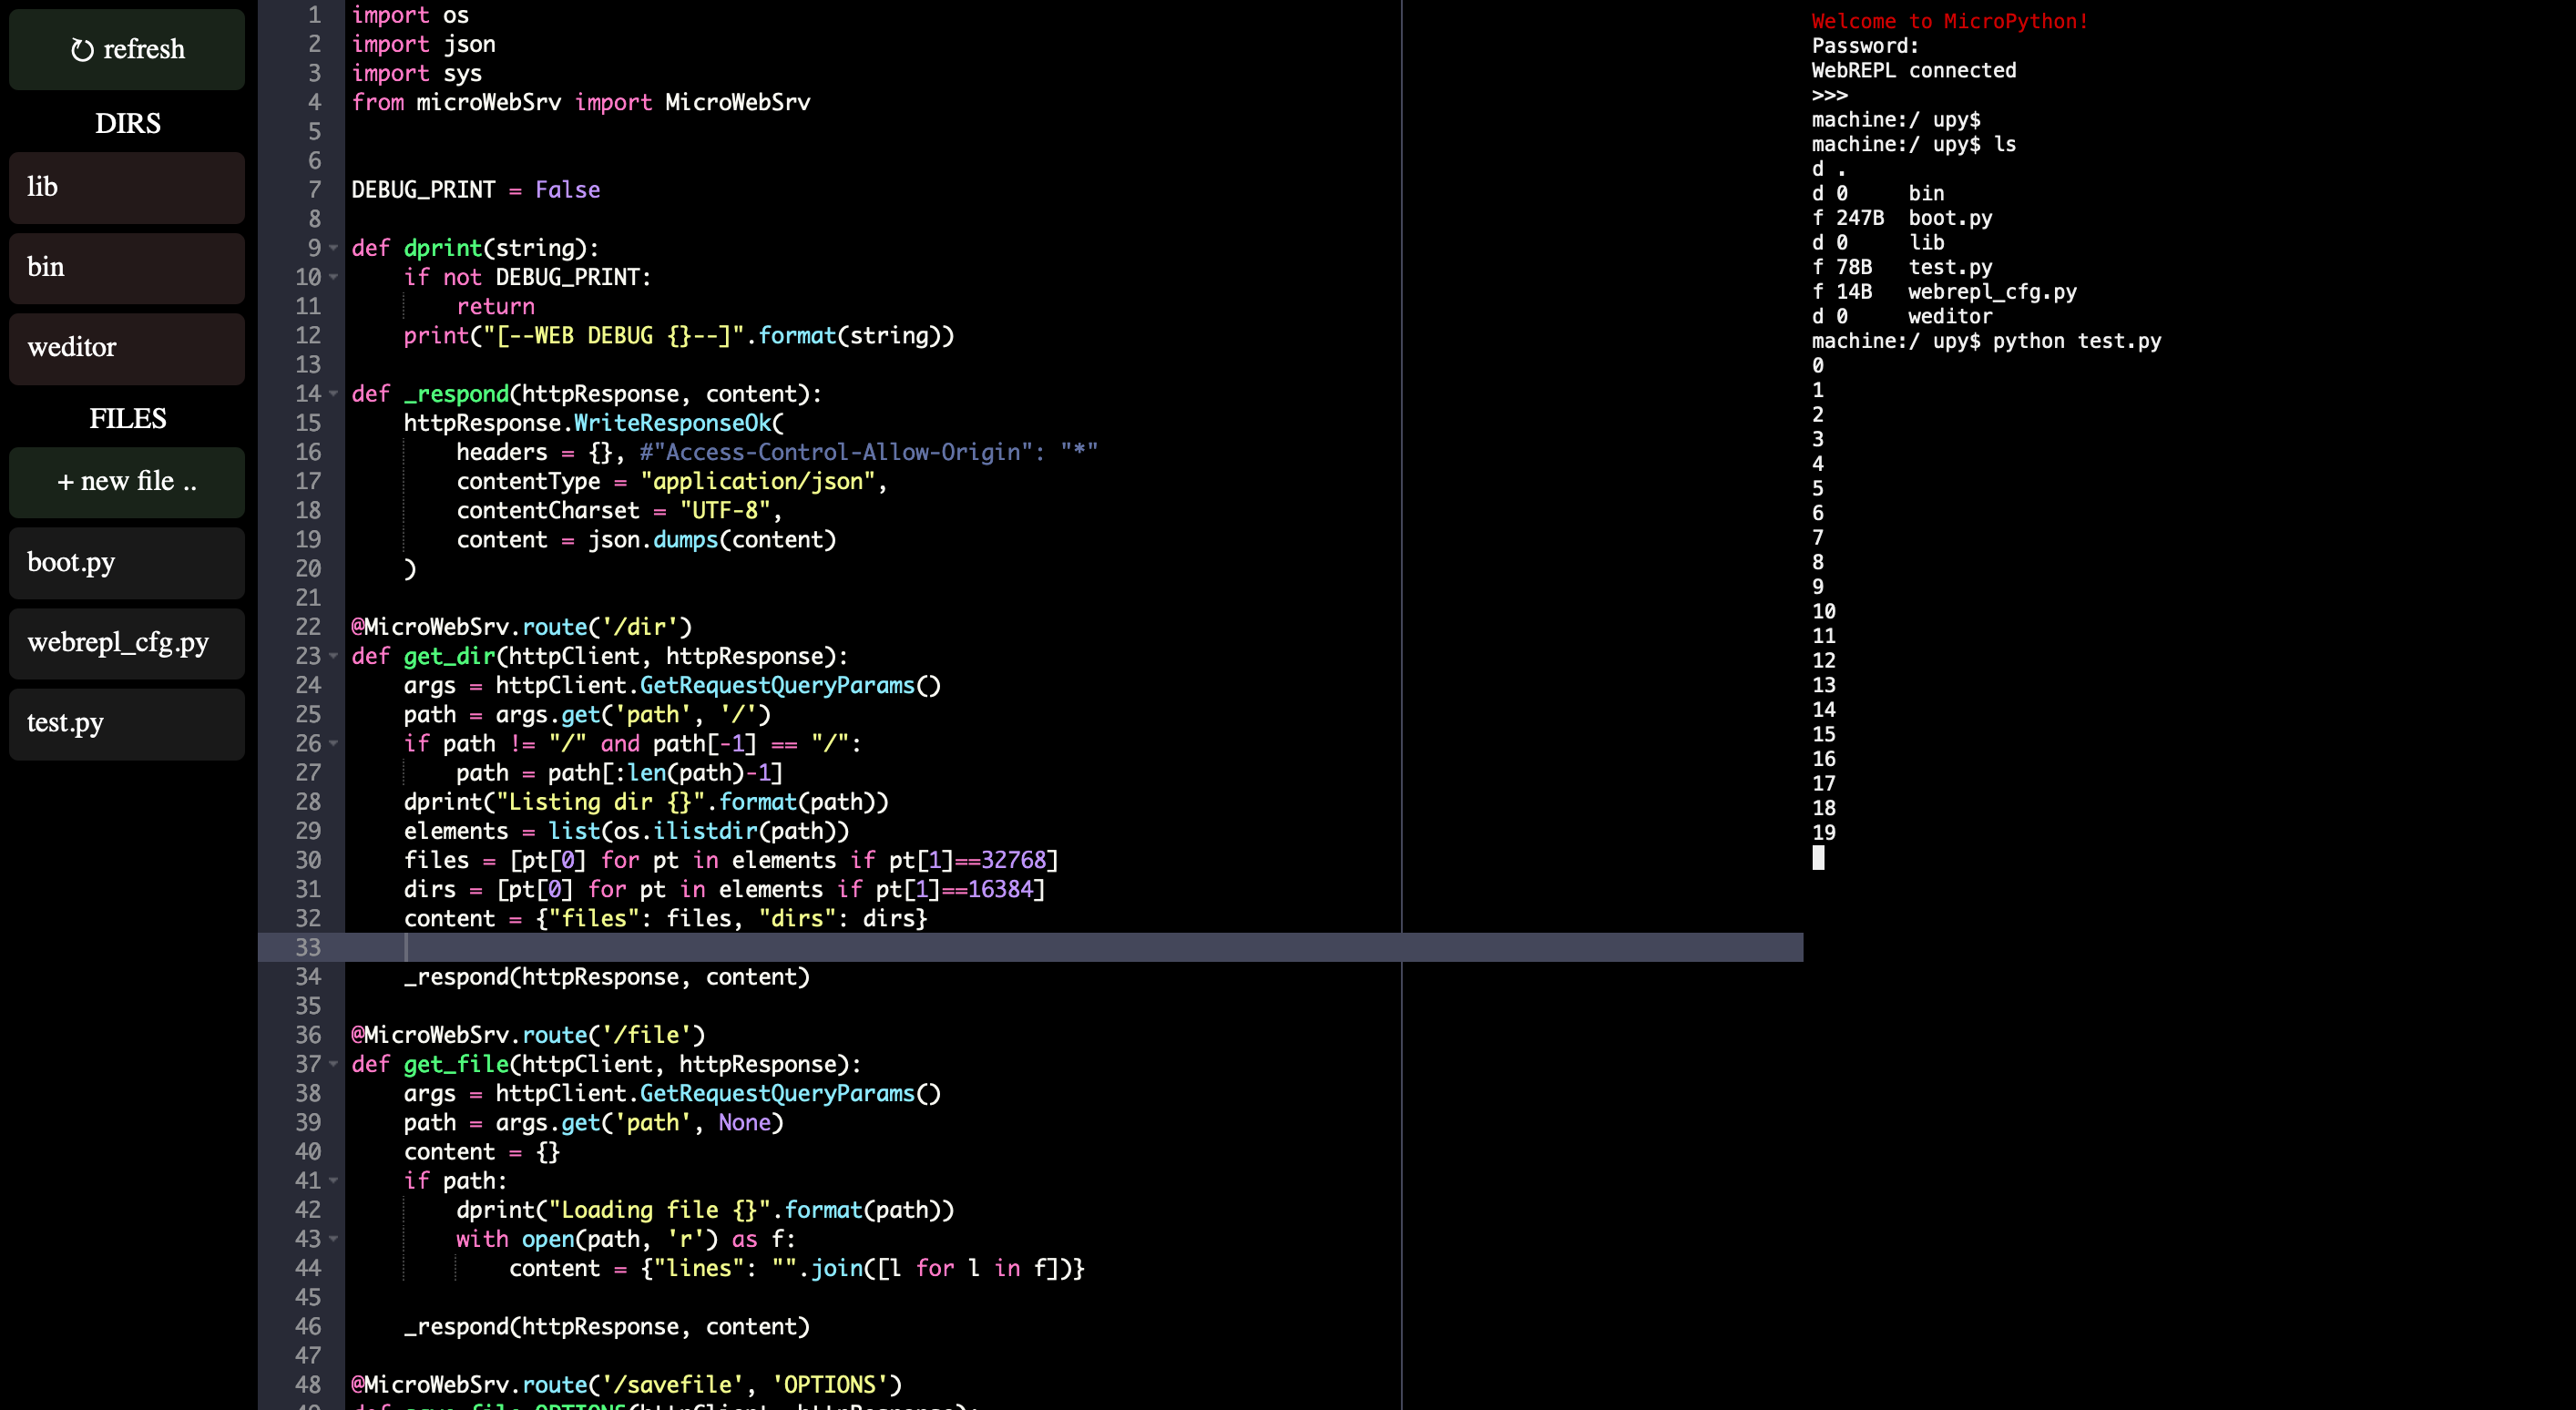 ↻ refresh
DIRS
lib
bin
weditor
FILES
+ new file ..
boot.py
webrepl_cfg.py
test.py
1 import os
2 import json
3 import sys
4 from microWebSrv import MicroWebSrv
5
6
7 DEBUG_PRINT = False
8
9 def dprint(string):
10     if not DEBUG_PRINT:
11         return
12     print("[--WEB DEBUG {}--]".format(string))
13
14 def _respond(httpResponse, content):
15     httpResponse.WriteResponseOk(
16         headers = {}, #"Access-Control-Allow-Origin": "*"
17         contentType = "application/json",
18         contentCharset = "UTF-8",
19         content = json.dumps(content)
20     )
21
22 @MicroWebSrv.route('/dir')
23 def get_dir(httpClient, httpResponse):
24     args = httpClient.GetRequestQueryParams()
25     path = args.get('path', '/')
26     if path != "/" and path[-1] == "/":
27         path = path[:len(path)-1]
28     dprint("Listing dir {}".format(path))
29     elements = list(os.ilistdir(path))
30     files = [pt[0] for pt in elements if pt[1]==32768]
31     dirs = [pt[0] for pt in elements if pt[1]==16384]
32     content = {"files": files, "dirs": dirs}
33
34     _respond(httpResponse, content)
35
36 @MicroWebSrv.route('/file')
37 def get_file(httpClient, httpResponse):
38     args = httpClient.GetRequestQueryParams()
39     path = args.get('path', None)
40     content = {}
41     if path:
42         dprint("Loading file {}".format(path))
43         with open(path, 'r') as f:
44             content = {"lines": "".join([l for l in f])}
45
46     _respond(httpResponse, content)
47
48 @MicroWebSrv.route('/savefile', 'OPTIONS')
Welcome to MicroPython!
Password:
WebREPL connected
>>>
machine:/ upy$
machine:/ upy$ ls
d .
d 0     bin
f 247B  boot.py
d 0     lib
f 78B   test.py
f 14B   webrepl_cfg.py
d 0     weditor
machine:/ upy$ python test.py
0
1
2
3
4
5
6
7
8
9
10
11
12
13
14
15
16
17
18
19